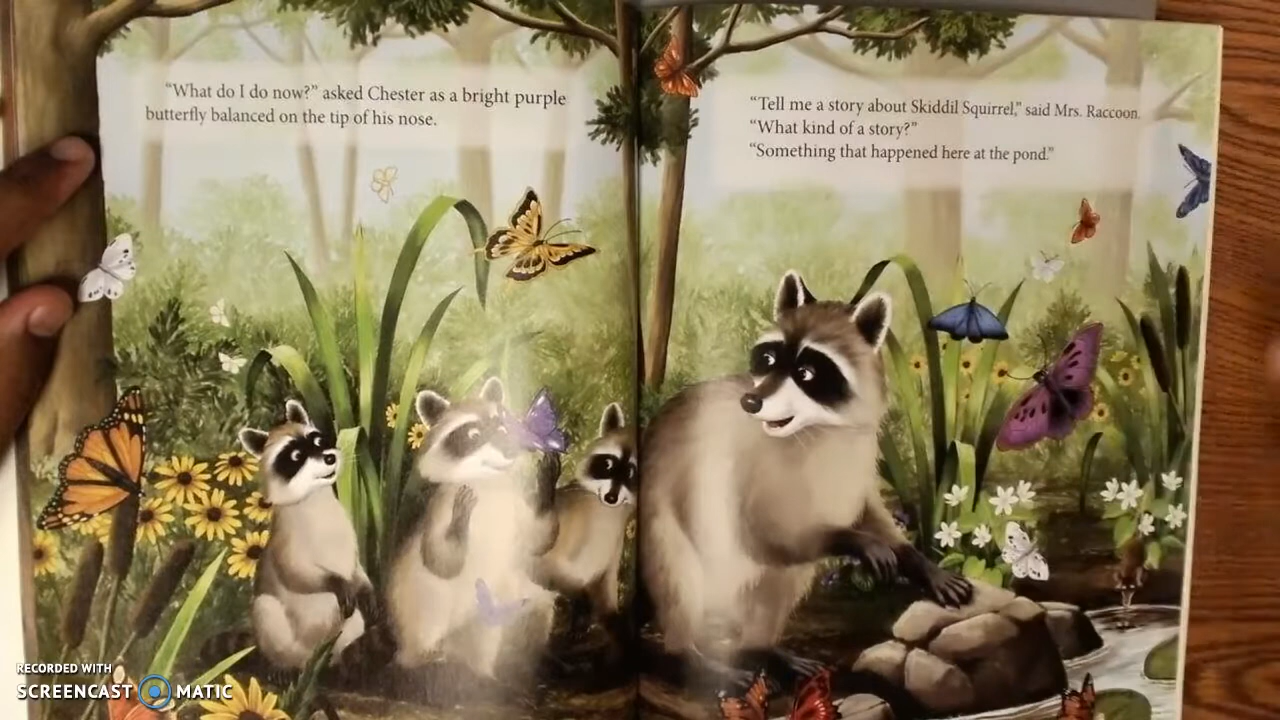 “What do I do now?” asked Chester as a bright purple
butterfly balanced on the tip of his nose.
“Tell me a story about Skiddil Squirrel,” said Mrs. Raccoon.
“What kind of a story?”
“Something that happened here at the pond.”
RECORDED WITH
SCREENCAST MATIC